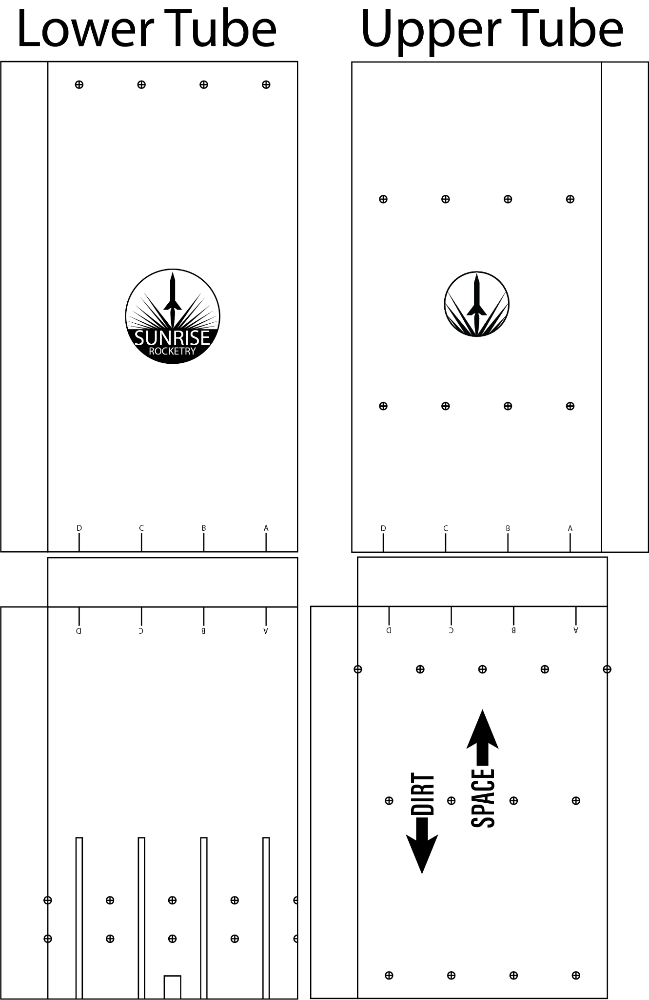 Lower Tube
Upper Tube
SUNRISE
ROCKETRY
D C B A
D C B A
D C B A
D C B A
DIRT
SPACE